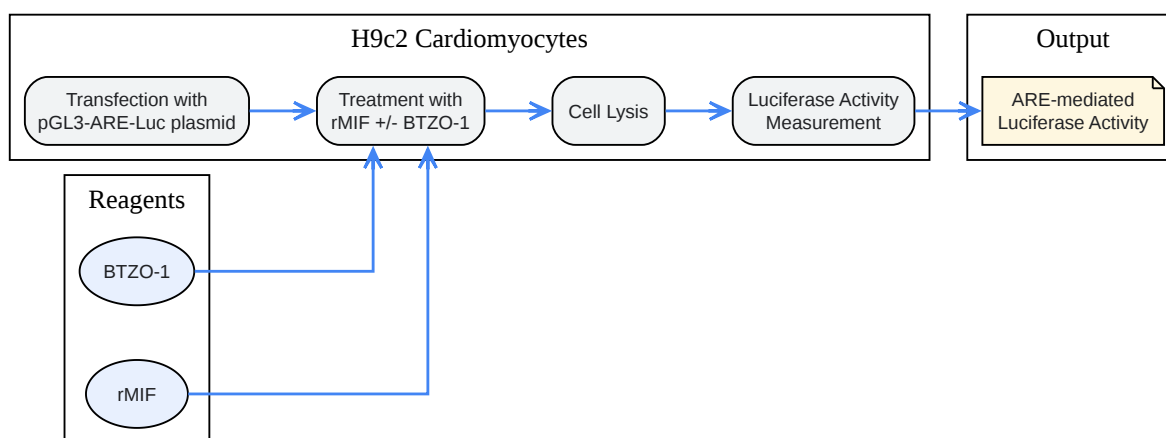 H9c2 Cardiomyocytes
Output
Transfection with
pGL3-ARE-Luc plasmid
Treatment with
rMIF +/- BTZO-1
Cell Lysis
Luciferase Activity
Measurement
ARE-mediated
Luciferase Activity
Reagents
BTZO-1
rMIF